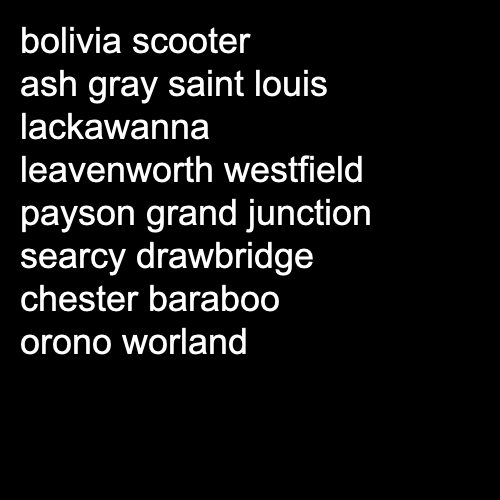 bolivia scooter
ash gray saint louis
lackawanna
leavenworth westfield
payson grand junction
searcy drawbridge
chester baraboo
orono worland